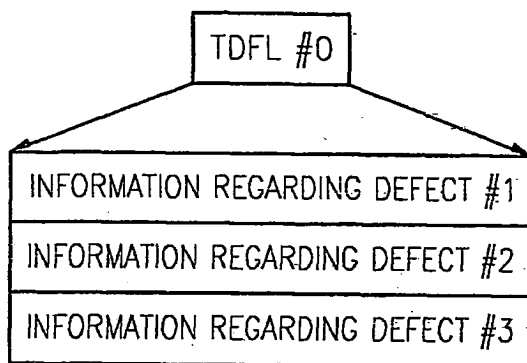 TDFL #0
INFORMATION REGARDING DEFECT #1
INFORMATION REGARDING DEFECT #2
INFORMATION REGARDING DEFECT #3